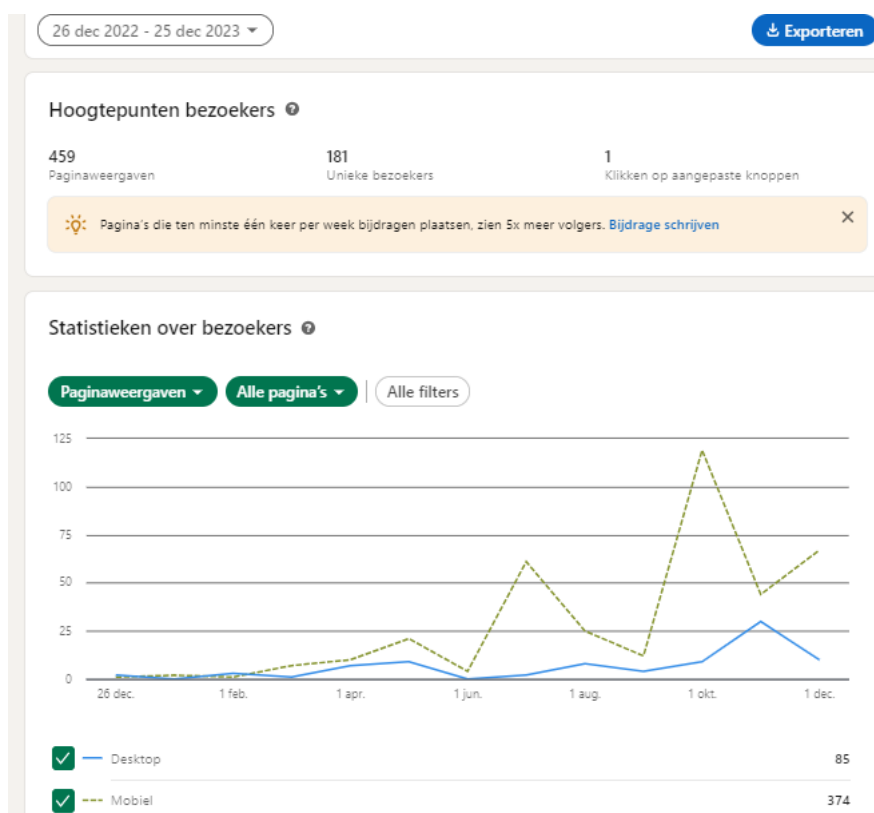 26 dec 2022 - 25 dec 2023
Exporteren
Hoogtepunten bezoekers
459 181 1
Paginaweergaven Unieke bezoekers Klikken op aangepaste knoppen
Pagina's die ten minste één keer per week bijdragen plaatsen, zien 5x meer volgers. Bijdrage schrijven
Statistieken over bezoekers
Paginaweergaven Alle pagina's Alle filters
125
100
75
50
25
0
26 dec. 1 feb. 1 apr. 1 jun. 1 aug. 1 okt. 1 dec.
Desktop 85
Mobiel 374